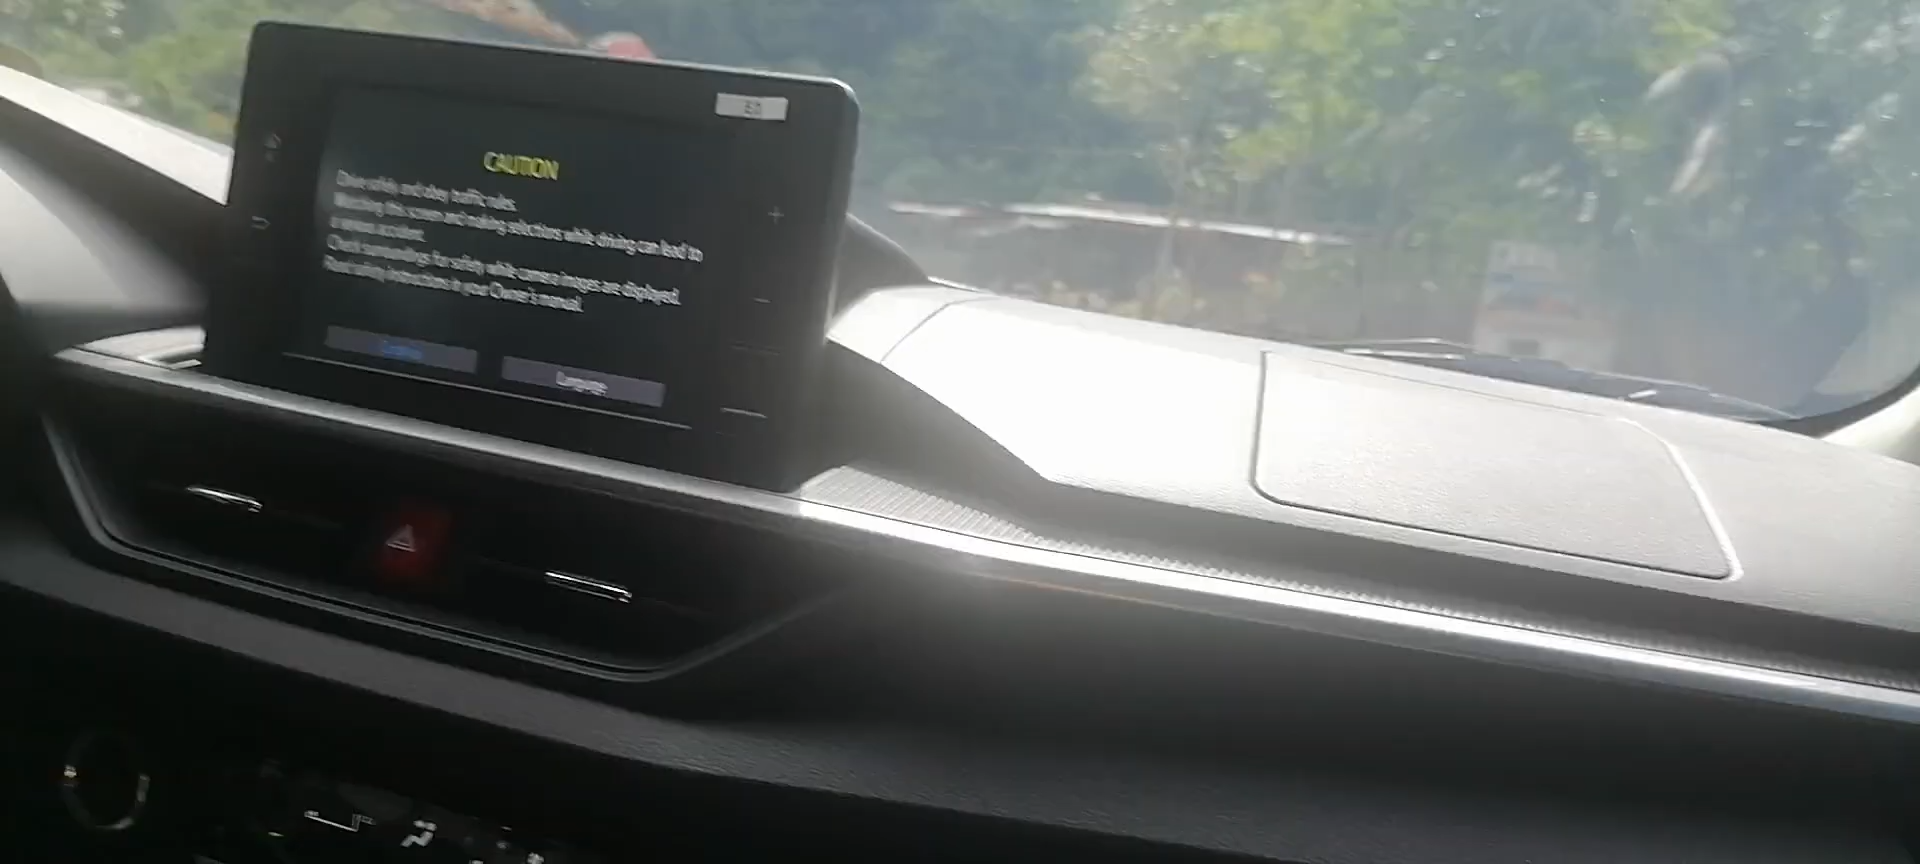 CAUTION
Drive safely and obey traffic rules.
Watching this screen and making selections while driving can lead to
a serious accident.
Check surroundings for safety while camera images are displayed.
Read safety instructions in your Owner's manual.
Language